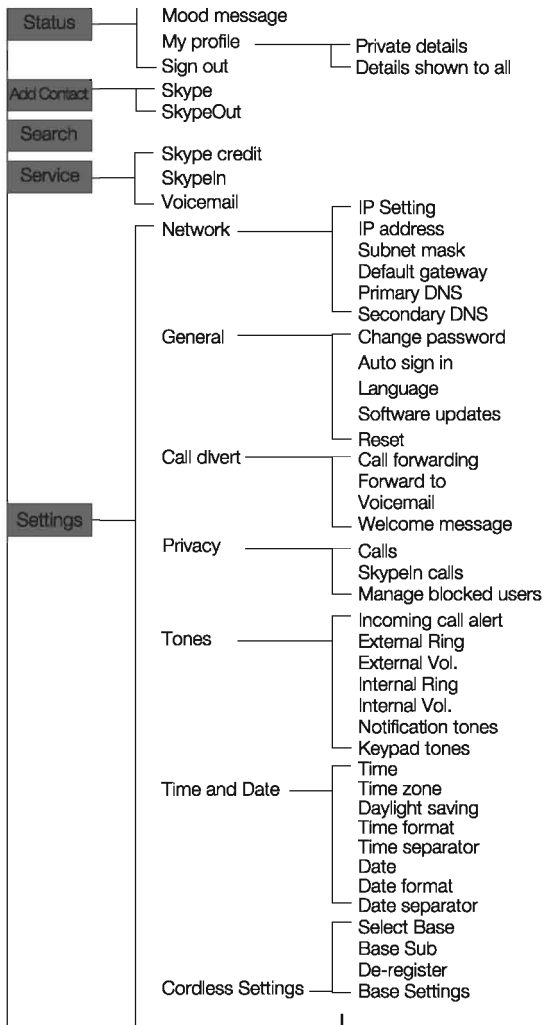 Status
Mood message
My profile
Private details
Sign out
Details shown to all
Add Contact
Skype
SkypeOut
Search
Service
Skype credit
SkypeIn
Voicemail
Network
IP Setting
IP address
Subnet mask
Default gateway
Primary DNS
Secondary DNS
General
Change password
Auto sign in
Language
Software updates
Reset
Call divert
Call forwarding
Forward to
Voicemail
Welcome message
Settings
Privacy
Calls
SkypeIn calls
Manage blocked users
Tones
Incoming call alert
External Ring
External Vol.
Internal Ring
Internal Vol.
Notification tones
Keypad tones
Time and Date
Time
Time zone
Daylight saving
Time format
Time separator
Date
Date format
Date separator
Cordless Settings
Select Base
Base Sub
De-register
Base Settings